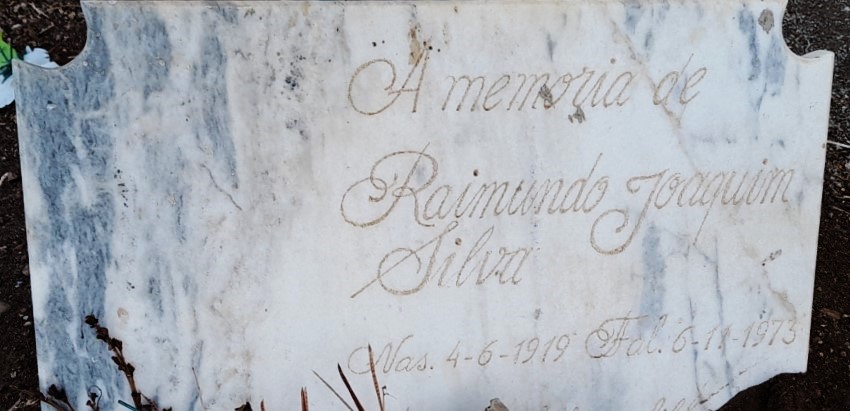 A memoria de
Raimundo Joaquim
Silva
Nas. 4-6-1919 Fal. 6-11-1973